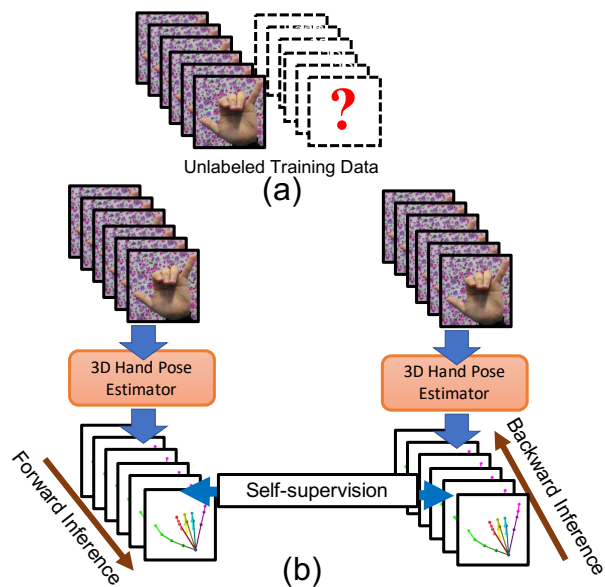 ?
Unlabeled Training Data
(a)
3D Hand Pose
Estimator
3D Hand Pose
Estimator
Forward Inference
Self-supervision
Backward Inference
(b)